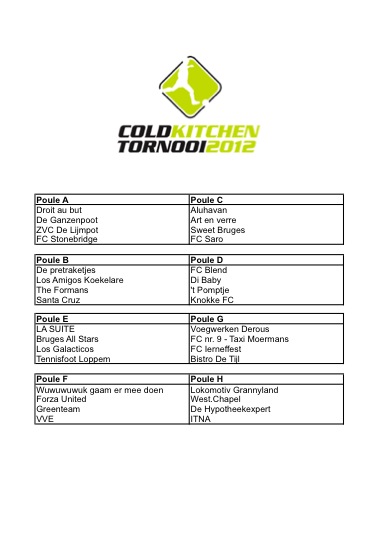 COLDKITCHEN
TORNOOI2012
Poule A Poule C
Droit au but Aluhavan
De Ganzenpoot Art en verre
ZVC De Lijmpot Sweet Bruges
FC Stonebridge FC Saro
Poule B Poule D
De pretraketjes FC Blend
Los Amigos Koekelare Di Baby
The Formans 't Pomptje
Santa Cruz Knokke FC
Poule E Poule G
LA SUITE Voegwerken Derous
Bruges All Stars FC nr. 9 - Taxi Moermans
Los Galacticos FC Ierneffest
Tennisfoot Loppem Bistro De Tijl
Poule F Poule H
Wuwuwuwuk gaam er mee doen Lokomotiv Grannyland
Forza United West.Chapel
Greenteam De Hypotheekexpert
VVE ITNA